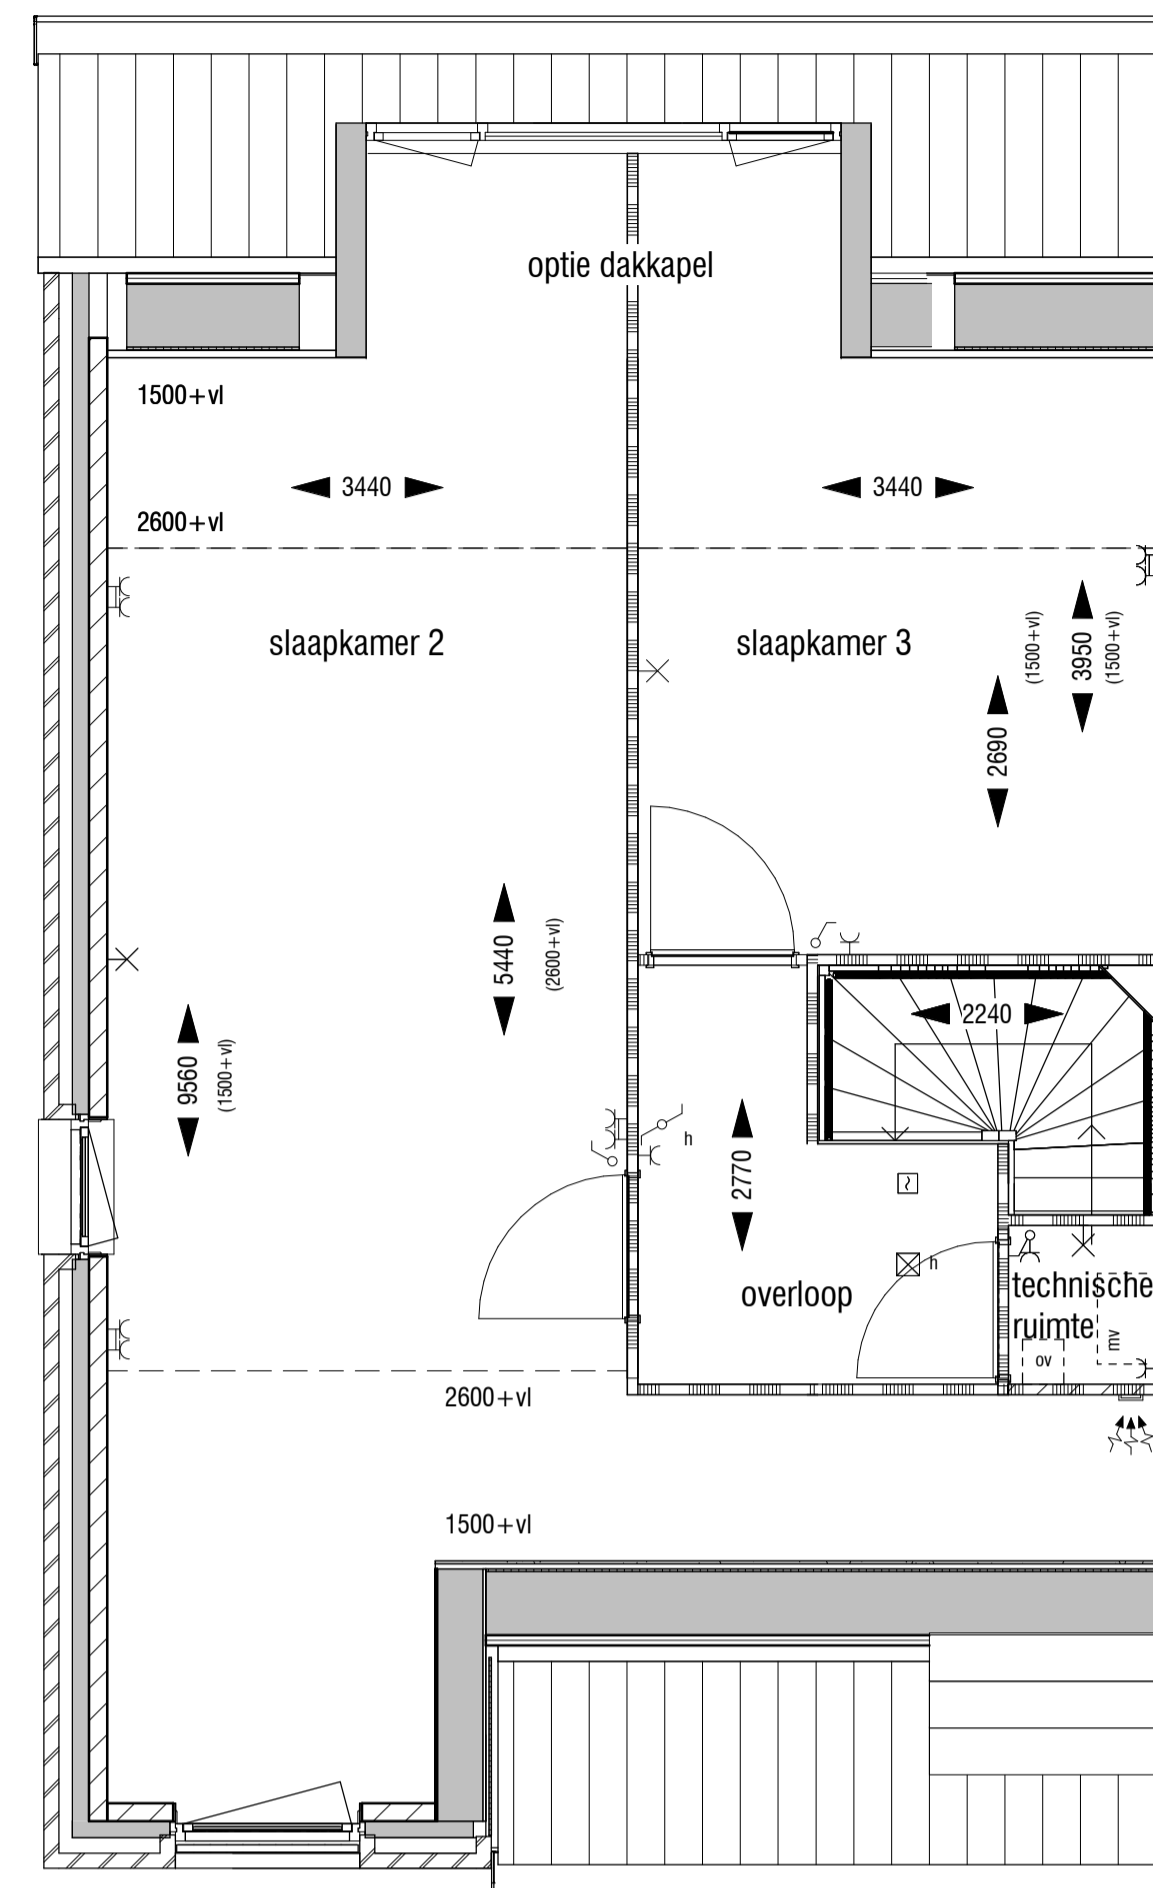 optie dakkapel
1500+vl
3440
3440
2600+vl
slaapkamer 2
slaapkamer 3
(1500+vl)
3950
(1500+vl)
2690
5440
(2600+vl)
9560
(1500+vl)
2240
h
2770
h
overloop
technische
ruimte
mv
ov
2600+vl
1500+vl